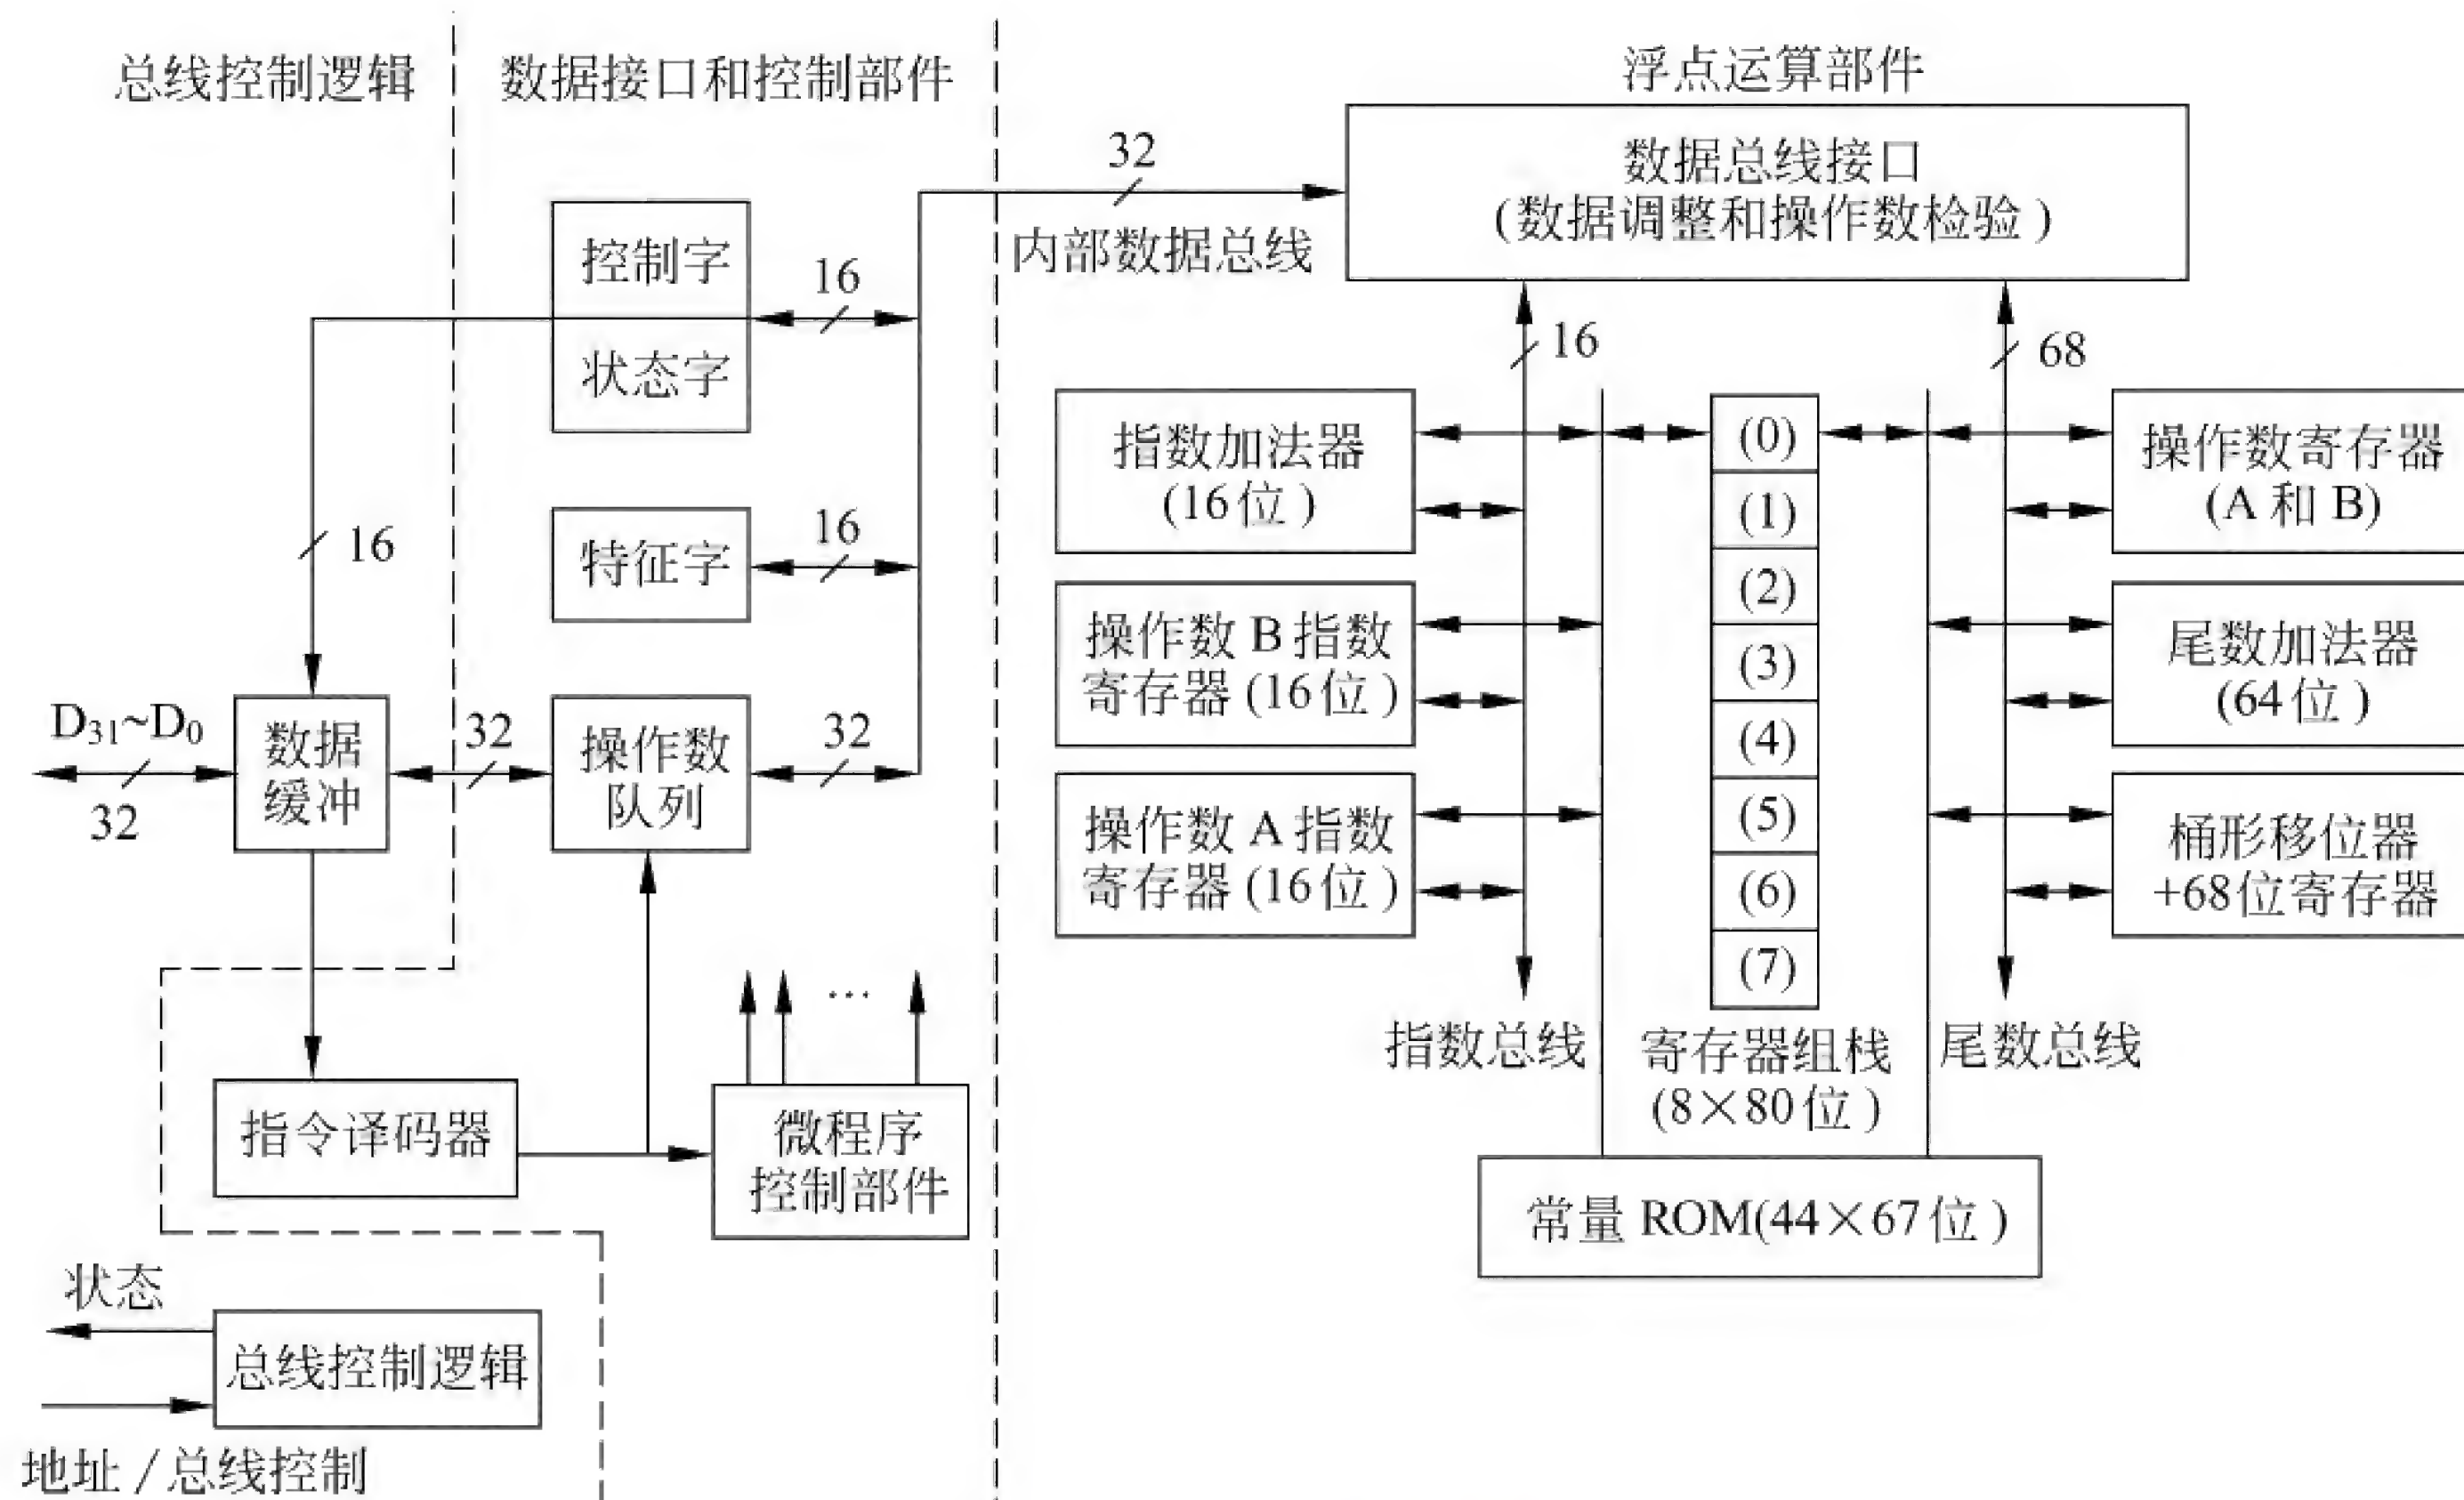 总线控制逻辑
数据接口和控制部件
浮点运算部件
控制字
状态字
16
16
特征字
16
D31~D0
32
数据
缓冲
32
操作数
队列
32
指令译码器
微程序
控制部件
…
状态
总线控制逻辑
地址/总线控制
32
内部数据总线
数据总线接口
(数据调整和操作数检验)
16
68
指数加法器
(16位)
操作数B指数
寄存器(16位)
操作数A指数
寄存器(16位)
(0)
(1)
(2)
(3)
(4)
(5)
(6)
(7)
操作数寄存器
(A和B)
尾数加法器
(64位)
桶形移位器
+68位寄存器
指数总线
寄存器组栈
(8×80位)
尾数总线
常量ROM(44×67位)